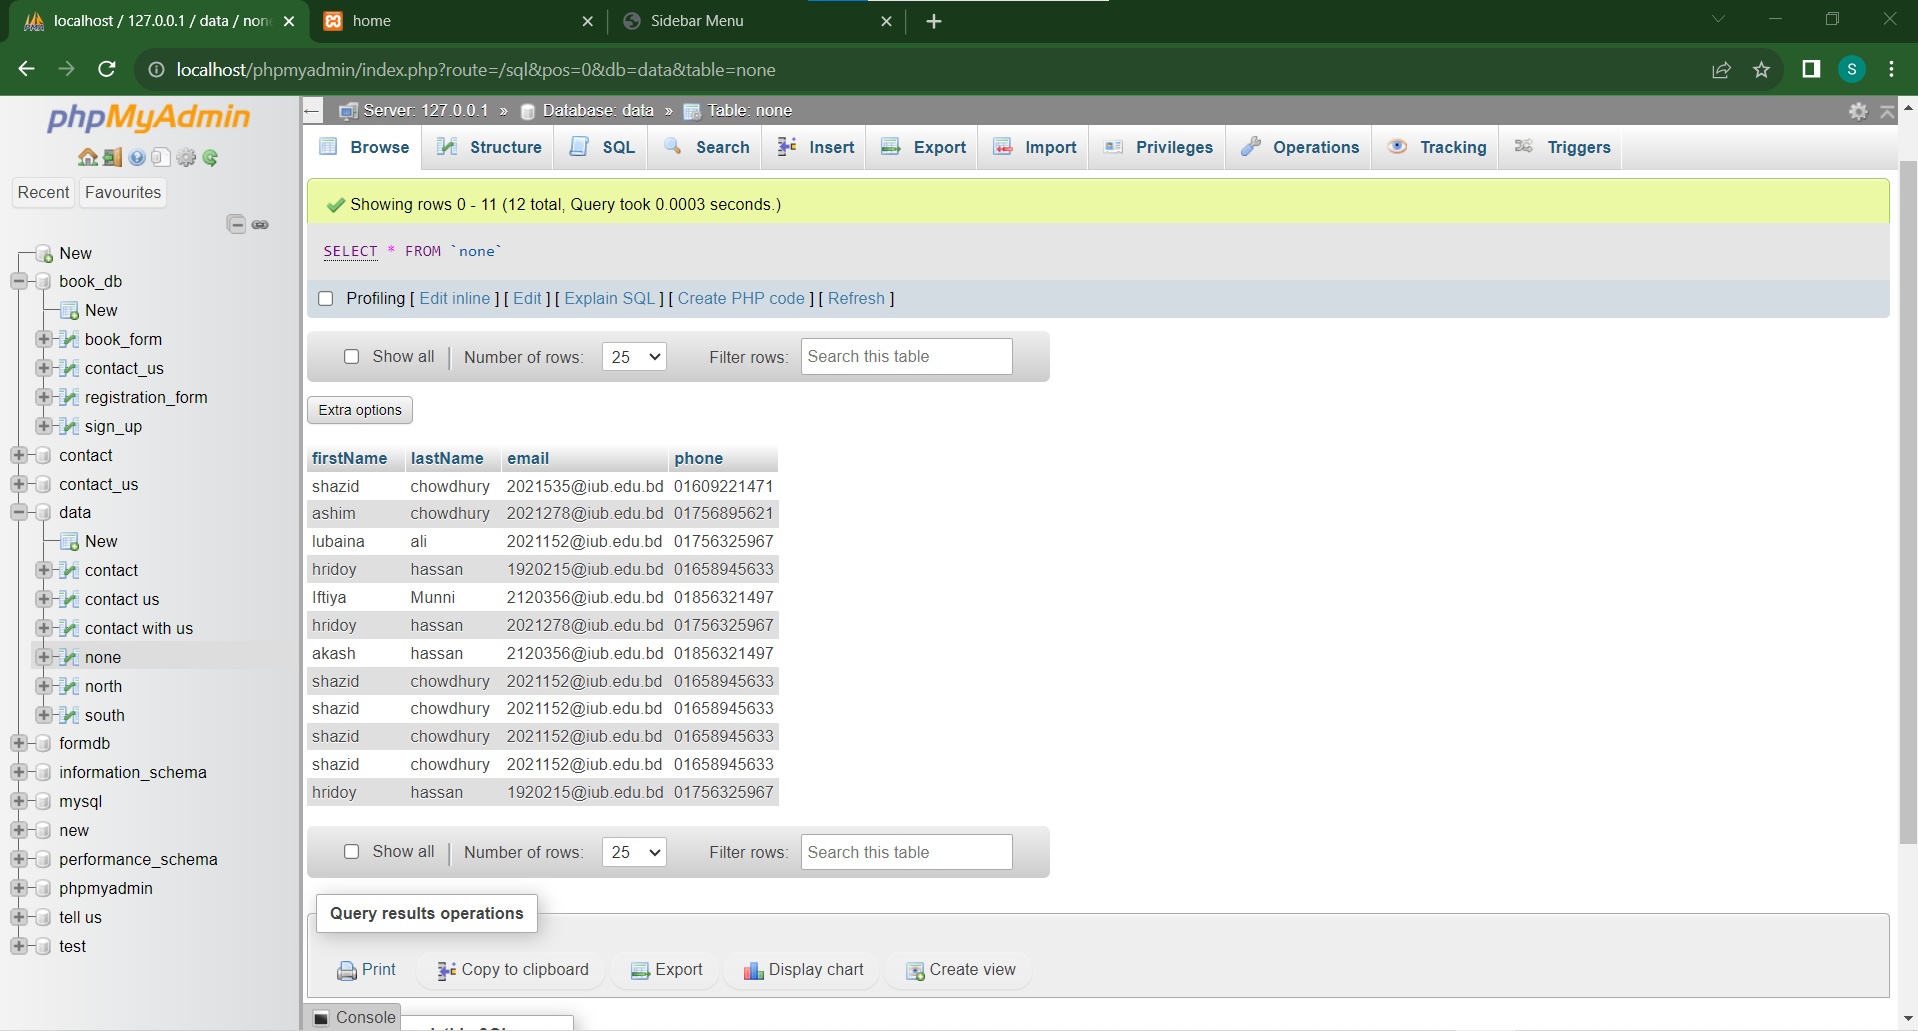 localhost / 127.0.0.1 / data / none
home
Sidebar Menu
S
localhost/phpmyadmin/index.php?route=/sql&pos=0&db=data&table=none
phpMyAdmin
Recent
Favourites
New
book_db
New
book_form
contact_us
registration_form
sign_up
contact
contact_us
data
New
contact
contact us
contact with us
none
north
south
formdb
information_schema
mysql
new
performance_schema
phpmyadmin
tell us
test
Server: 127.0.0.1 » Database: data » Table: none
Browse Structure SQL Search Insert Export Import Privileges Operations Tracking Triggers
Showing rows 0 - 11 (12 total, Query took 0.0003 seconds.)
SELECT * FROM `none`
Profiling [ Edit inline ] [ Edit ] [ Explain SQL ] [ Create PHP code ] [ Refresh ]
Show all | Number of rows: 25 Filter rows: Search this table
Extra options
firstName lastName email phone
shazid chowdhury 2021535@iub.edu.bd 01609221471
ashim chowdhury 2021278@iub.edu.bd 01756895621
lubaina ali 2021152@iub.edu.bd 01756325967
hridoy hassan 1920215@iub.edu.bd 01658945633
Iftiya Munni 2120356@iub.edu.bd 01856321497
hridoy hassan 2021278@iub.edu.bd 01756325967
akash hassan 2120356@iub.edu.bd 01856321497
shazid chowdhury 2021152@iub.edu.bd 01658945633
shazid chowdhury 2021152@iub.edu.bd 01658945633
shazid chowdhury 2021152@iub.edu.bd 01658945633
shazid chowdhury 2021152@iub.edu.bd 01658945633
hridoy hassan 1920215@iub.edu.bd 01756325967
Show all | Number of rows: 25 Filter rows: Search this table
Query results operations
Print Copy to clipboard Export Display chart Create view
Console